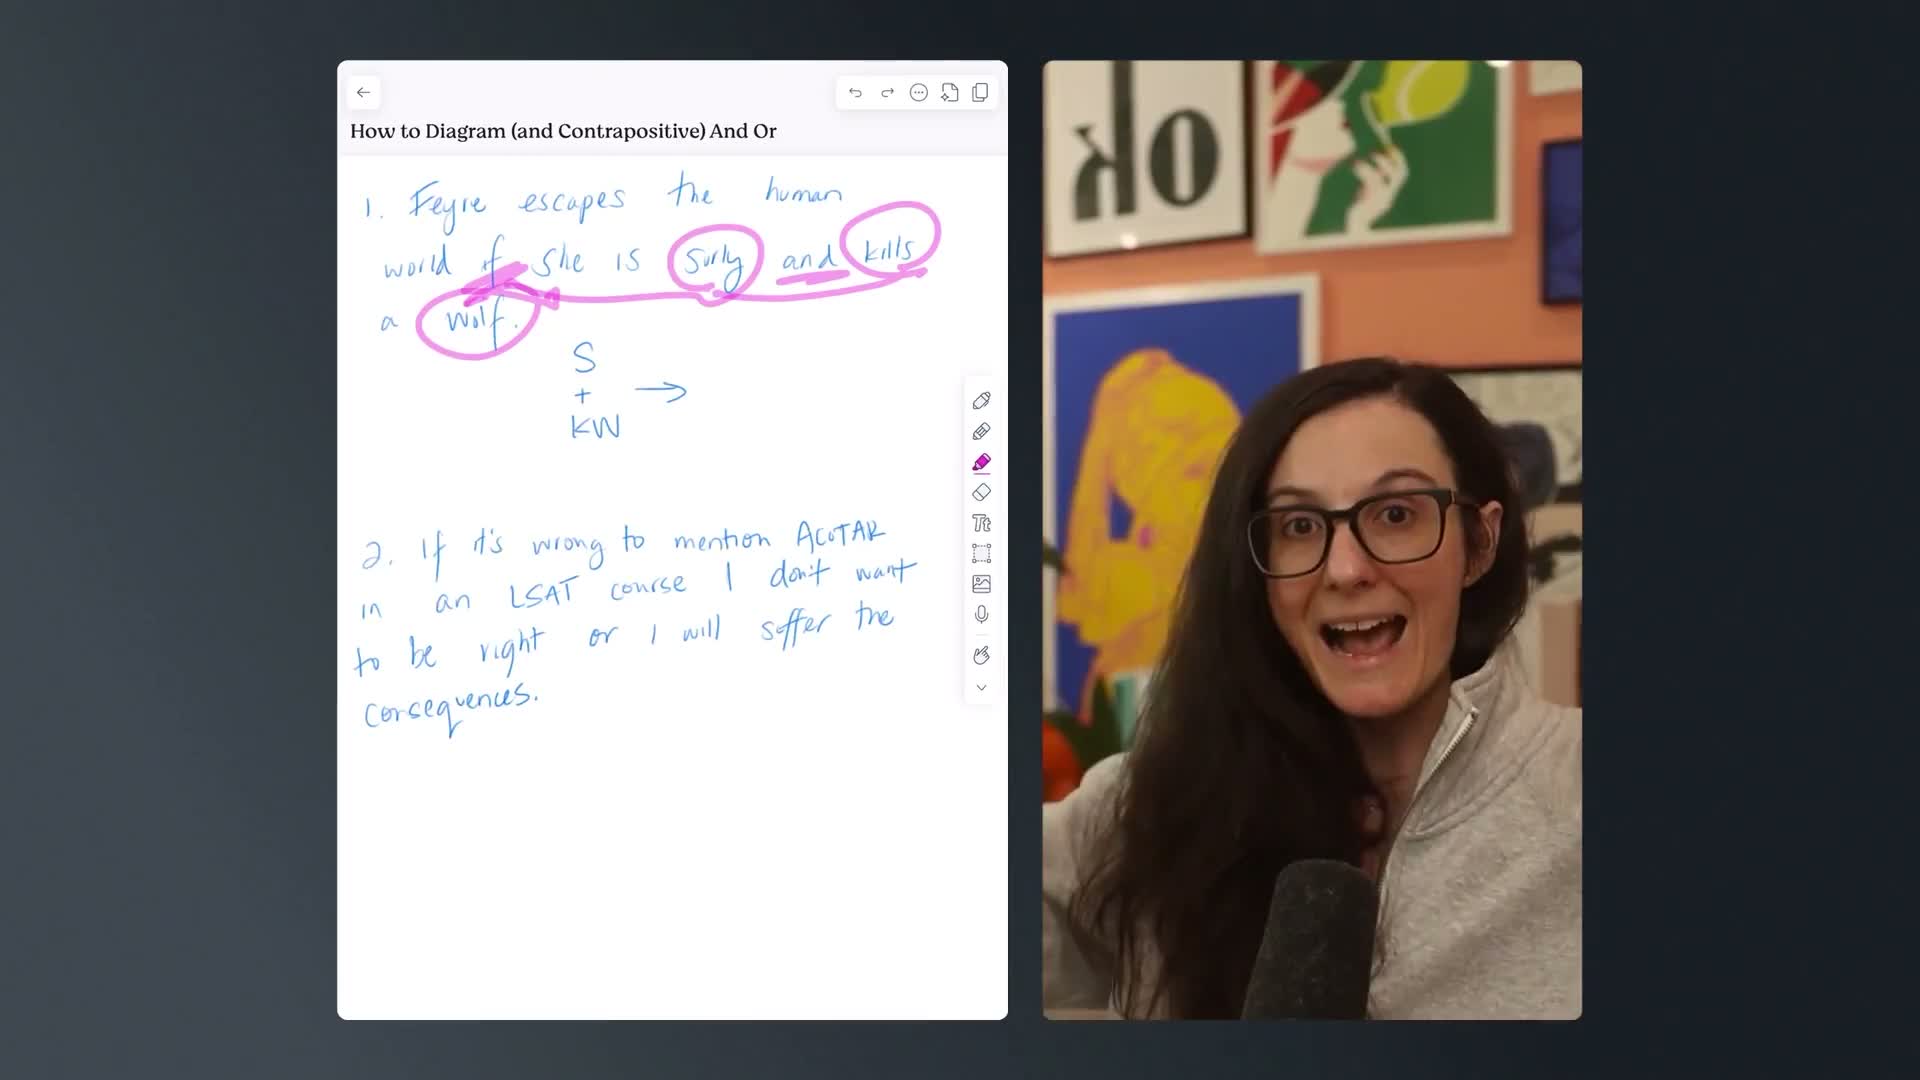 How to Diagram (and Contrapositive) And Or
1. Feyre escapes the human
world if she is surly and kills
a wolf.
S
+
KW →
2. If it's wrong to mention ACOTAR
in an LSAT course I don't want
to be right or I will suffer the
consequences.
Tt
ok